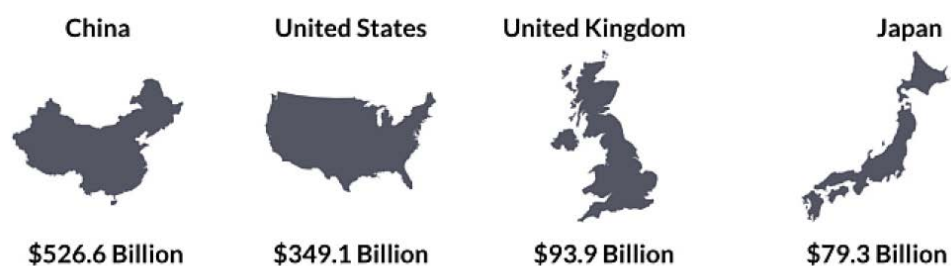 China United States United Kingdom Japan
$526.6 Billion $349.1 Billion $93.9 Billion $79.3 Billion